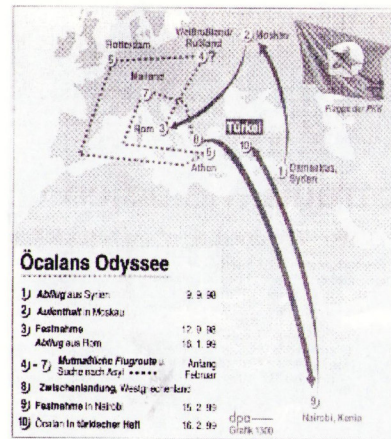 Weißrußland/
Rußland
Rotterdam
5
4
?
2
Moskau
Mailand
7
Flagge der PKK
Rom
3
Türkei
10
8
6
Athen
1
Damaskus,
Syrien
Öcalans Odyssee
1) Abflug aus Syrien 9. 9. 98
2) Aufenthalt in Moskau
3) Festnahme 12. 9. 98
Abflug aus Rom 16. 1. 99
4) - 7) Mutmaßliche Flugroute u. Anfang
Suche nach Asyl Februar
8) Zwischenlandung, Westgriechenland
9) Festnahme in Nairobi 15. 2. 99
10) Öcalan in türkischer Haft 16. 2. 99
9
Nairobi, Kenia
dpa
Grafik 1300